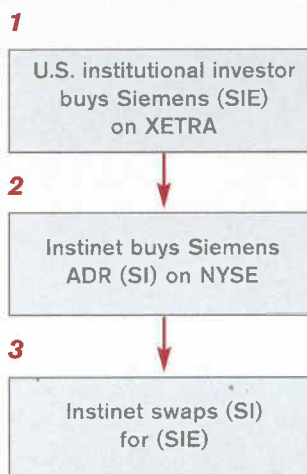 1
U.S. institutional investor
buys Siemens (SIE)
on XETRA
2
Instinet buys Siemens
ADR (SI) on NYSE
3
Instinet swaps (SI)
for (SIE)